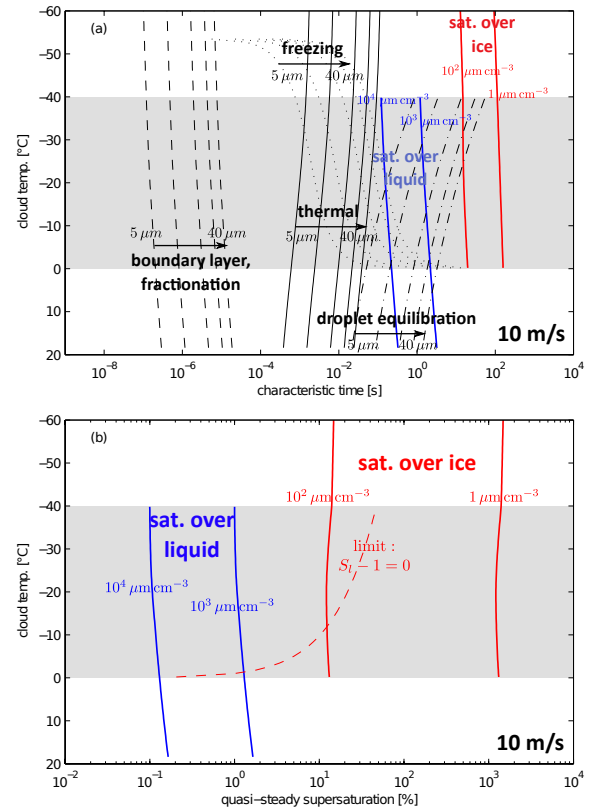 −60
−50
−40
−30
−20
−10
0
10
20
cloud temp. [°C]
(a)
freezing
5 μm
40 μm
sat. over
ice
10² μm cm⁻³
1 μm cm⁻³
10⁴ μm cm⁻³
10³ μm cm⁻³
sat. over
liquid
thermal
5 μm
40 μm
5 μm
40 μm
boundary layer,
fractionation
droplet equilibration
5 μm
40 μm
10 m/s
10⁻⁸
10⁻⁶
10⁻⁴
10⁻²
10⁰
10²
10⁴
characteristic time [s]
−60
−50
−40
−30
−20
−10
0
10
20
cloud temp. [°C]
(b)
sat. over ice
10² μm cm⁻³
1 μm cm⁻³
sat. over
liquid
limit :
Sₗ − 1 = 0
10⁴ μm cm⁻³
10³ μm cm⁻³
10 m/s
10⁻²
10⁻¹
10⁰
10¹
10²
10³
10⁴
quasi−steady supersaturation [%]